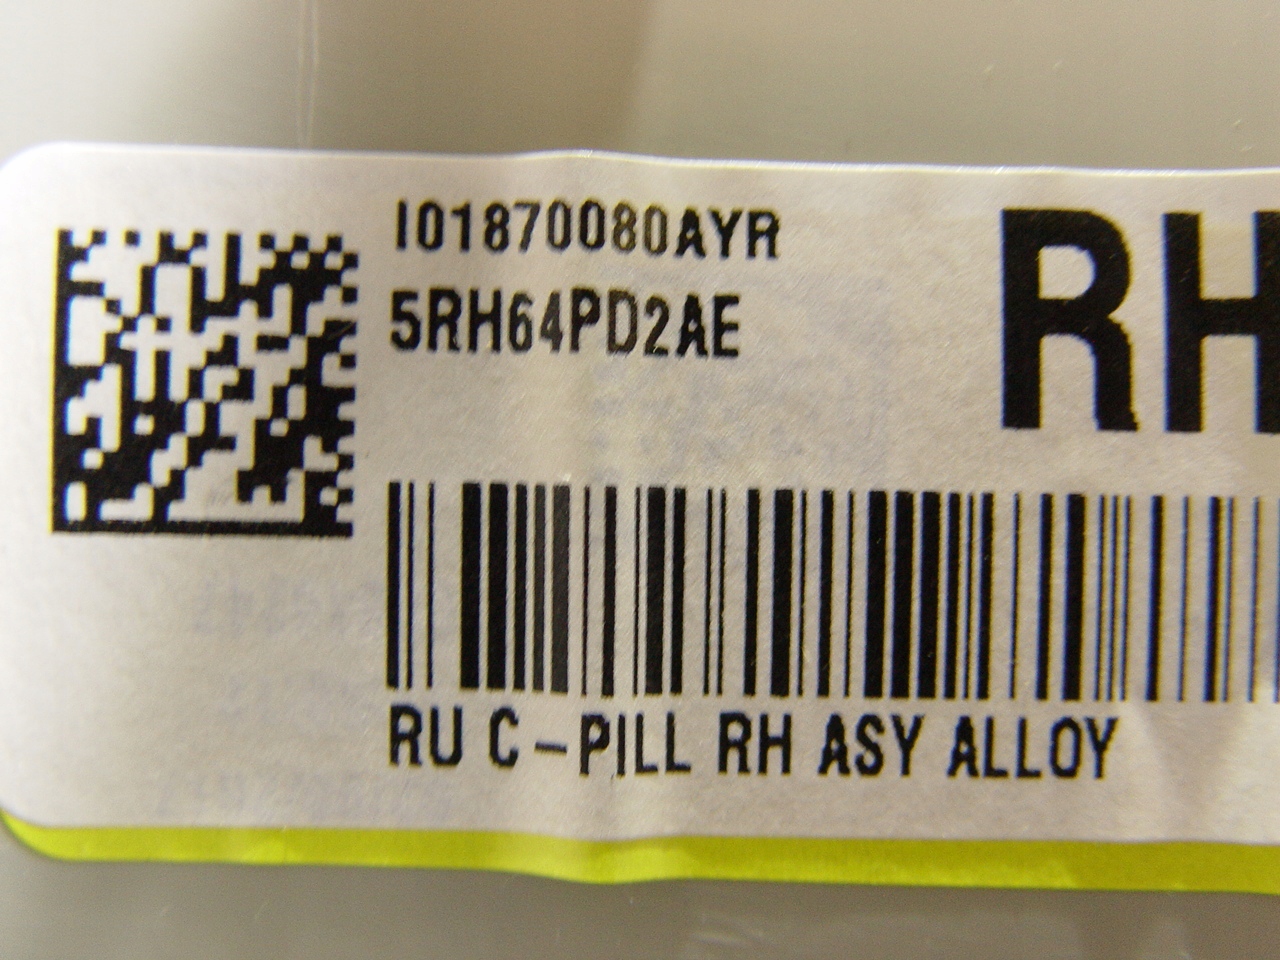 I01870080AYR
5RH64PD2AE
RH
RU C-PILL RH ASY ALLOY